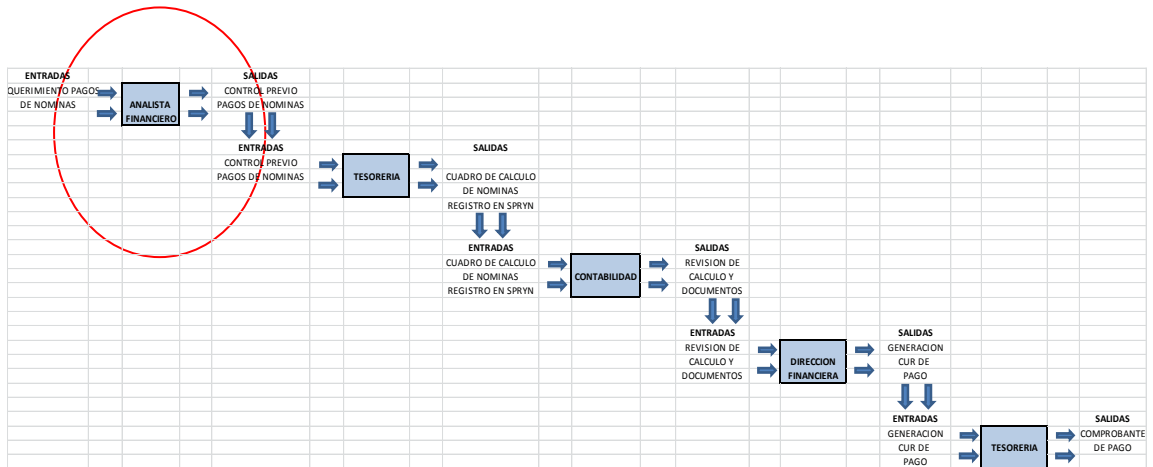 ENTRADAS
QUERIMIENTO PAGOS
DE NOMINAS
ANALISTA
FINANCIERO
SALIDAS
CONTROL PREVIO
PAGOS DE NOMINAS
ENTRADAS
CONTROL PREVIO
PAGOS DE NOMINAS
TESORERIA
SALIDAS
CUADRO DE CALCULO
DE NOMINAS
REGISTRO EN SPRYN
ENTRADAS
CUADRO DE CALCULO
DE NOMINAS
REGISTRO EN SPRYN
CONTABILIDAD
SALIDAS
REVISION DE
CALCULO Y
DOCUMENTOS
ENTRADAS
REVISION DE
CALCULO Y
DOCUMENTOS
DIRECCION
FINANCIERA
SALIDAS
GENERACION
CUR DE
PAGO
ENTRADAS
GENERACION
CUR DE
PAGO
TESORERIA
SALIDAS
COMPROBANTE
DE PAGO